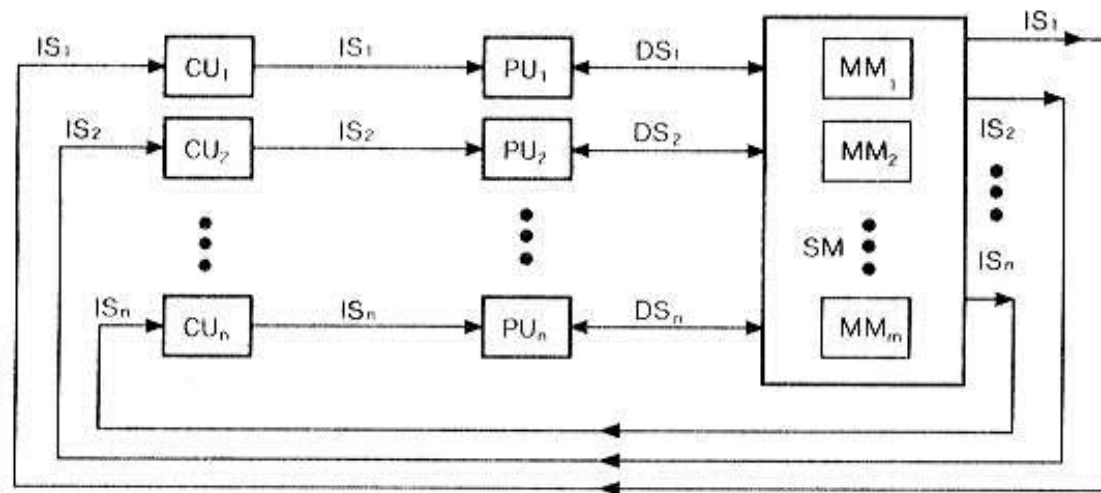 IS₁ CU₁ IS₁ PU₁ DS₁ MM₁ IS₁
IS₂ CU₂ IS₂ PU₂ DS₂ MM₂ IS₂
SM
ISₙ CUₙ ISₙ PUₙ DSₙ MMₘ ISₙ